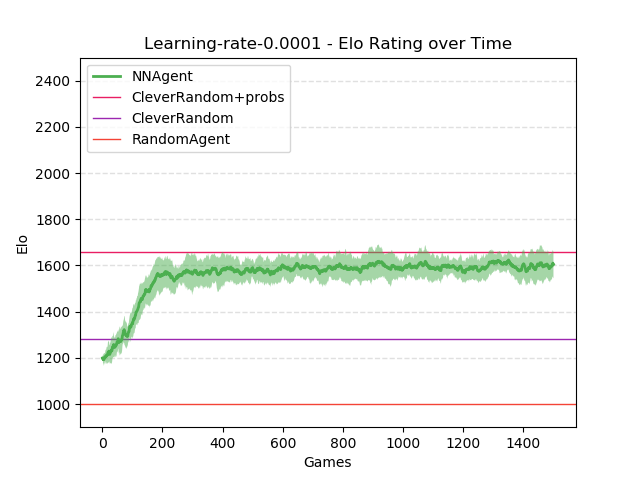 Learning-rate-0.0001 - Elo Rating over Time
NNAgent
CleverRandom+probs
CleverRandom
RandomAgent
Elo
2400
2200
2000
1800
1600
1400
1200
1000
0 200 400 600 800 1000 1200 1400
Games